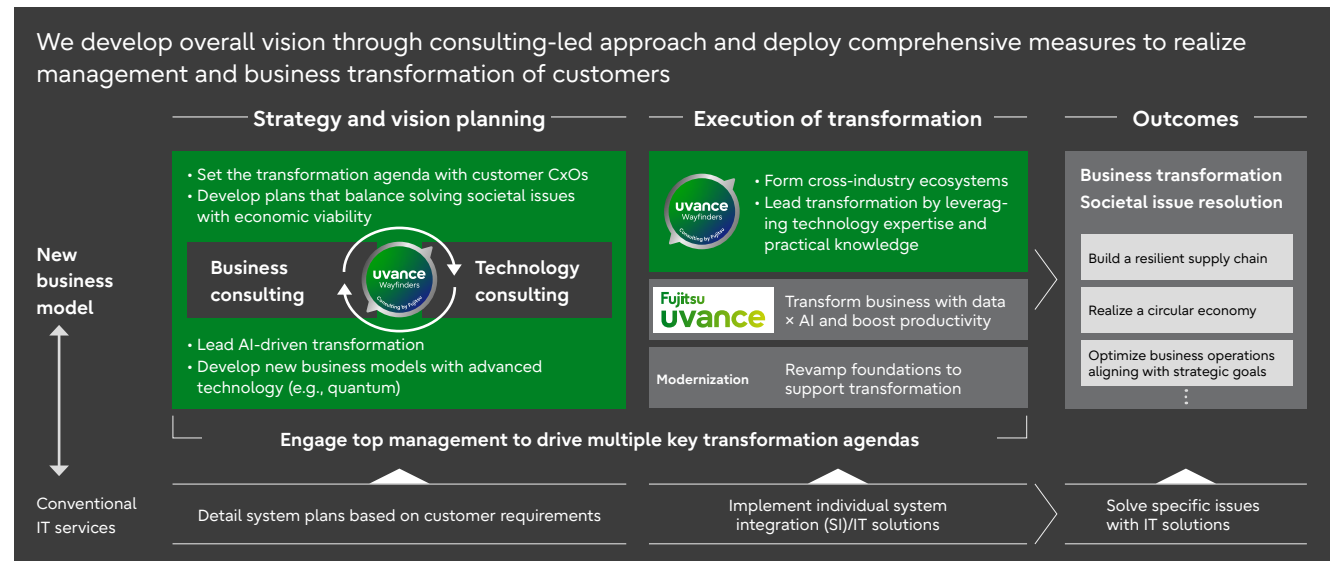 We develop overall vision through consulting-led approach and deploy comprehensive measures to realize
management and business transformation of customers
Strategy and vision planning
Execution of transformation
Outcomes
New
business
model
Conventional
IT services
• Set the transformation agenda with customer CxOs
• Develop plans that balance solving societal issues
with economic viability
Business
consulting
uvance
Wayfinders
Consulting by Fujitsu
Technology
consulting
• Lead AI-driven transformation
• Develop new business models with advanced
technology (e.g., quantum)
uvance
Wayfinders
Consulting by Fujitsu
• Form cross-industry ecosystems
• Lead transformation by leverag-
ing technology expertise and
practical knowledge
Fujitsu
uvance
Transform business with data
× AI and boost productivity
Modernization
Revamp foundations to
support transformation
Business transformation
Societal issue resolution
Build a resilient supply chain
Realize a circular economy
Optimize business operations
aligning with strategic goals
⋮
Engage top management to drive multiple key transformation agendas
Detail system plans based on customer requirements
Implement individual system
integration (SI)/IT solutions
Solve specific issues
with IT solutions